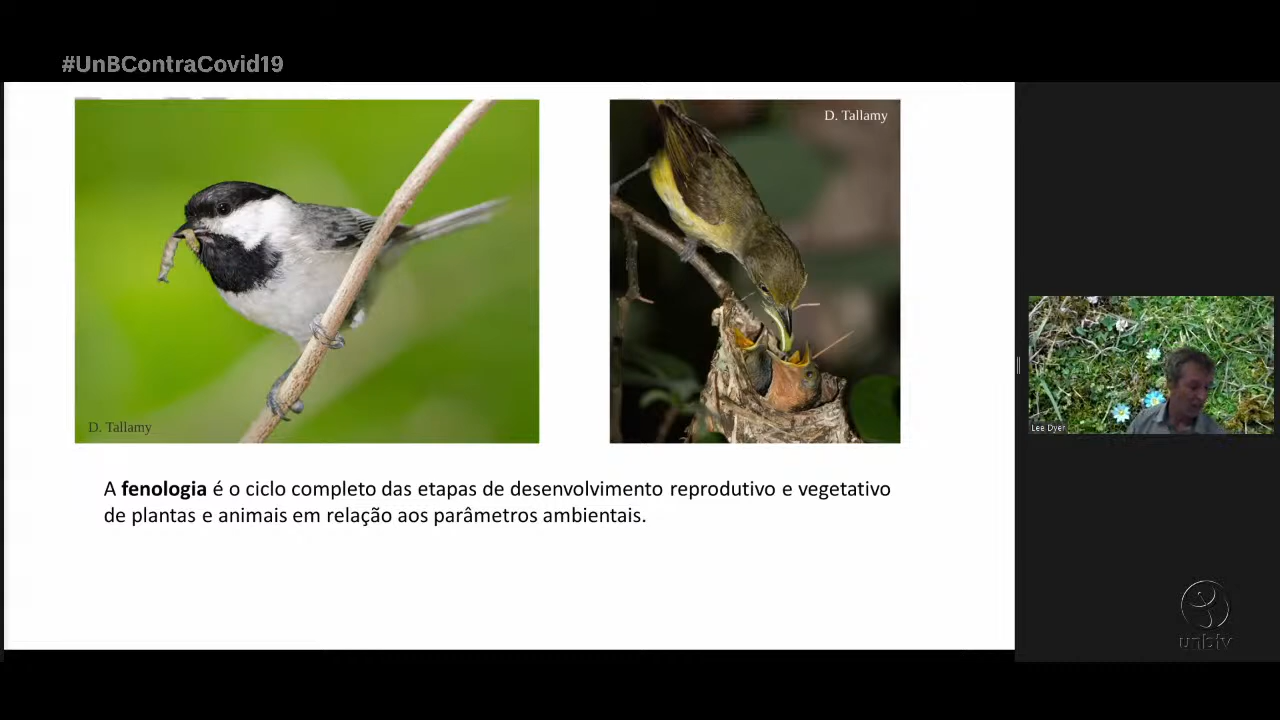 #UnBContraCovid19
D. Tallamy
D. Tallamy
A fenologia é o ciclo completo das etapas de desenvolvimento reprodutivo e vegetativo
de plantas e animais em relação aos parâmetros ambientais.
Lee Dyer
unbtv